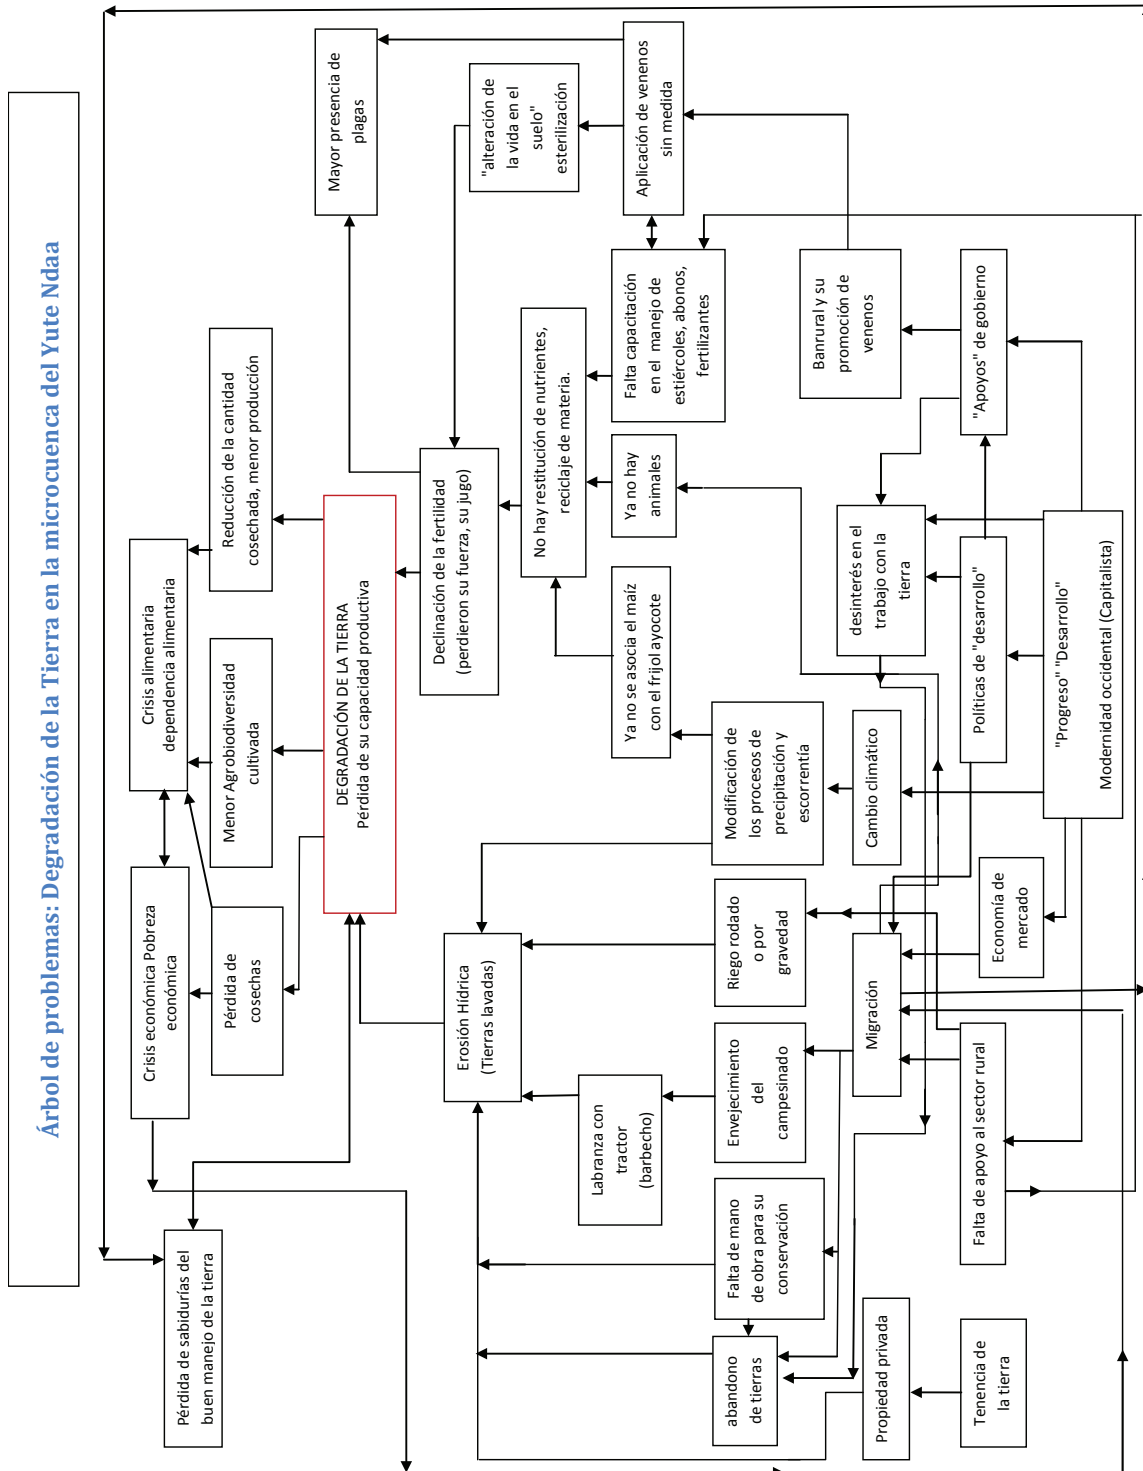 Árbol de problemas: Degradación de la Tierra en la microcuenca del Yute Ndaa
Pérdida de sabidurías del
buen manejo de la tierra
Crisis económica Pobreza
económica
Crisis alimentaria
dependencia alimentaria
Pérdida de
cosechas
Menor Agrobiodiversidad
cultivada
Reducción de la cantidad
cosechada, menor producción
Mayor presencia de
plagas
DEGRADACIÓN DE LA TIERRA
Pérdida de su capacidad productiva
Erosión Hídrica
(Tierras lavadas)
Declinación de la fertilidad
(perdieron su fuerza, su jugo)
"alteración de
la vida en el
suelo"
esterilización
Labranza con
tractor
(barbecho)
No hay restitución de nutrientes,
reciclaje de materia.
Ya no se asocia el maíz
con el frijol ayocote
Ya no hay
animales
Falta capacitación
en el manejo de
estiércoles, abonos,
fertilizantes
Aplicación de venenos
sin medida
abandono
de tierras
Falta de mano
de obra para su
conservación
Envejecimiento
del
campesinado
Riego rodado
o por
gravedad
Modificación de
los procesos de
precipitación y
escorrentía
Propiedad privada
Migración
Cambio climático
desinterés en el
trabajo con la
tierra
Banrural y su
promoción de
venenos
Tenencia de
la tierra
Falta de apoyo al sector rural
Economía de
mercado
Políticas de "desarrollo"
"Apoyos" de gobierno
"Progreso" "Desarrollo"
Modernidad occidental (Capitalista)